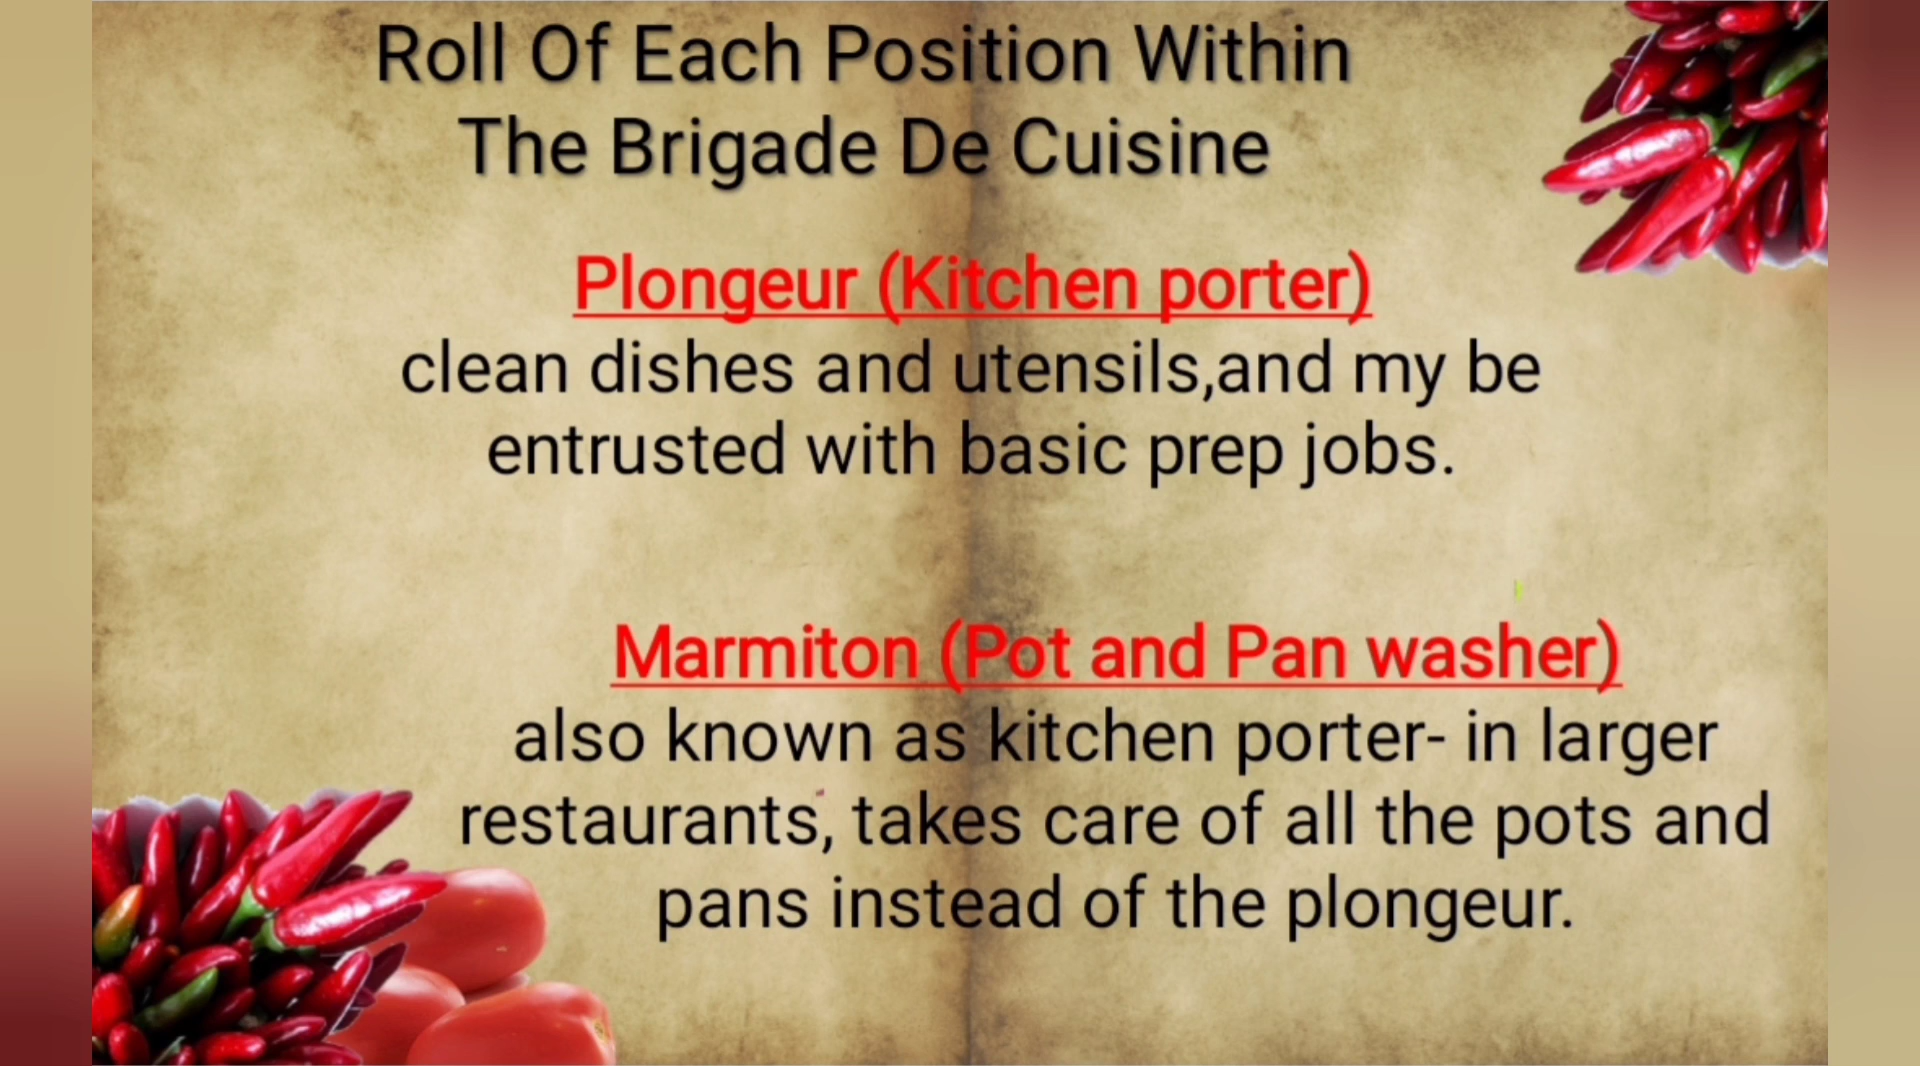 Roll Of Each Position Within
The Brigade De Cuisine
Plongeur (Kitchen porter)
clean dishes and utensils,and my be
entrusted with basic prep jobs.
Marmiton (Pot and Pan washer)
also known as kitchen porter- in larger
restaurants, takes care of all the pots and
pans instead of the plongeur.